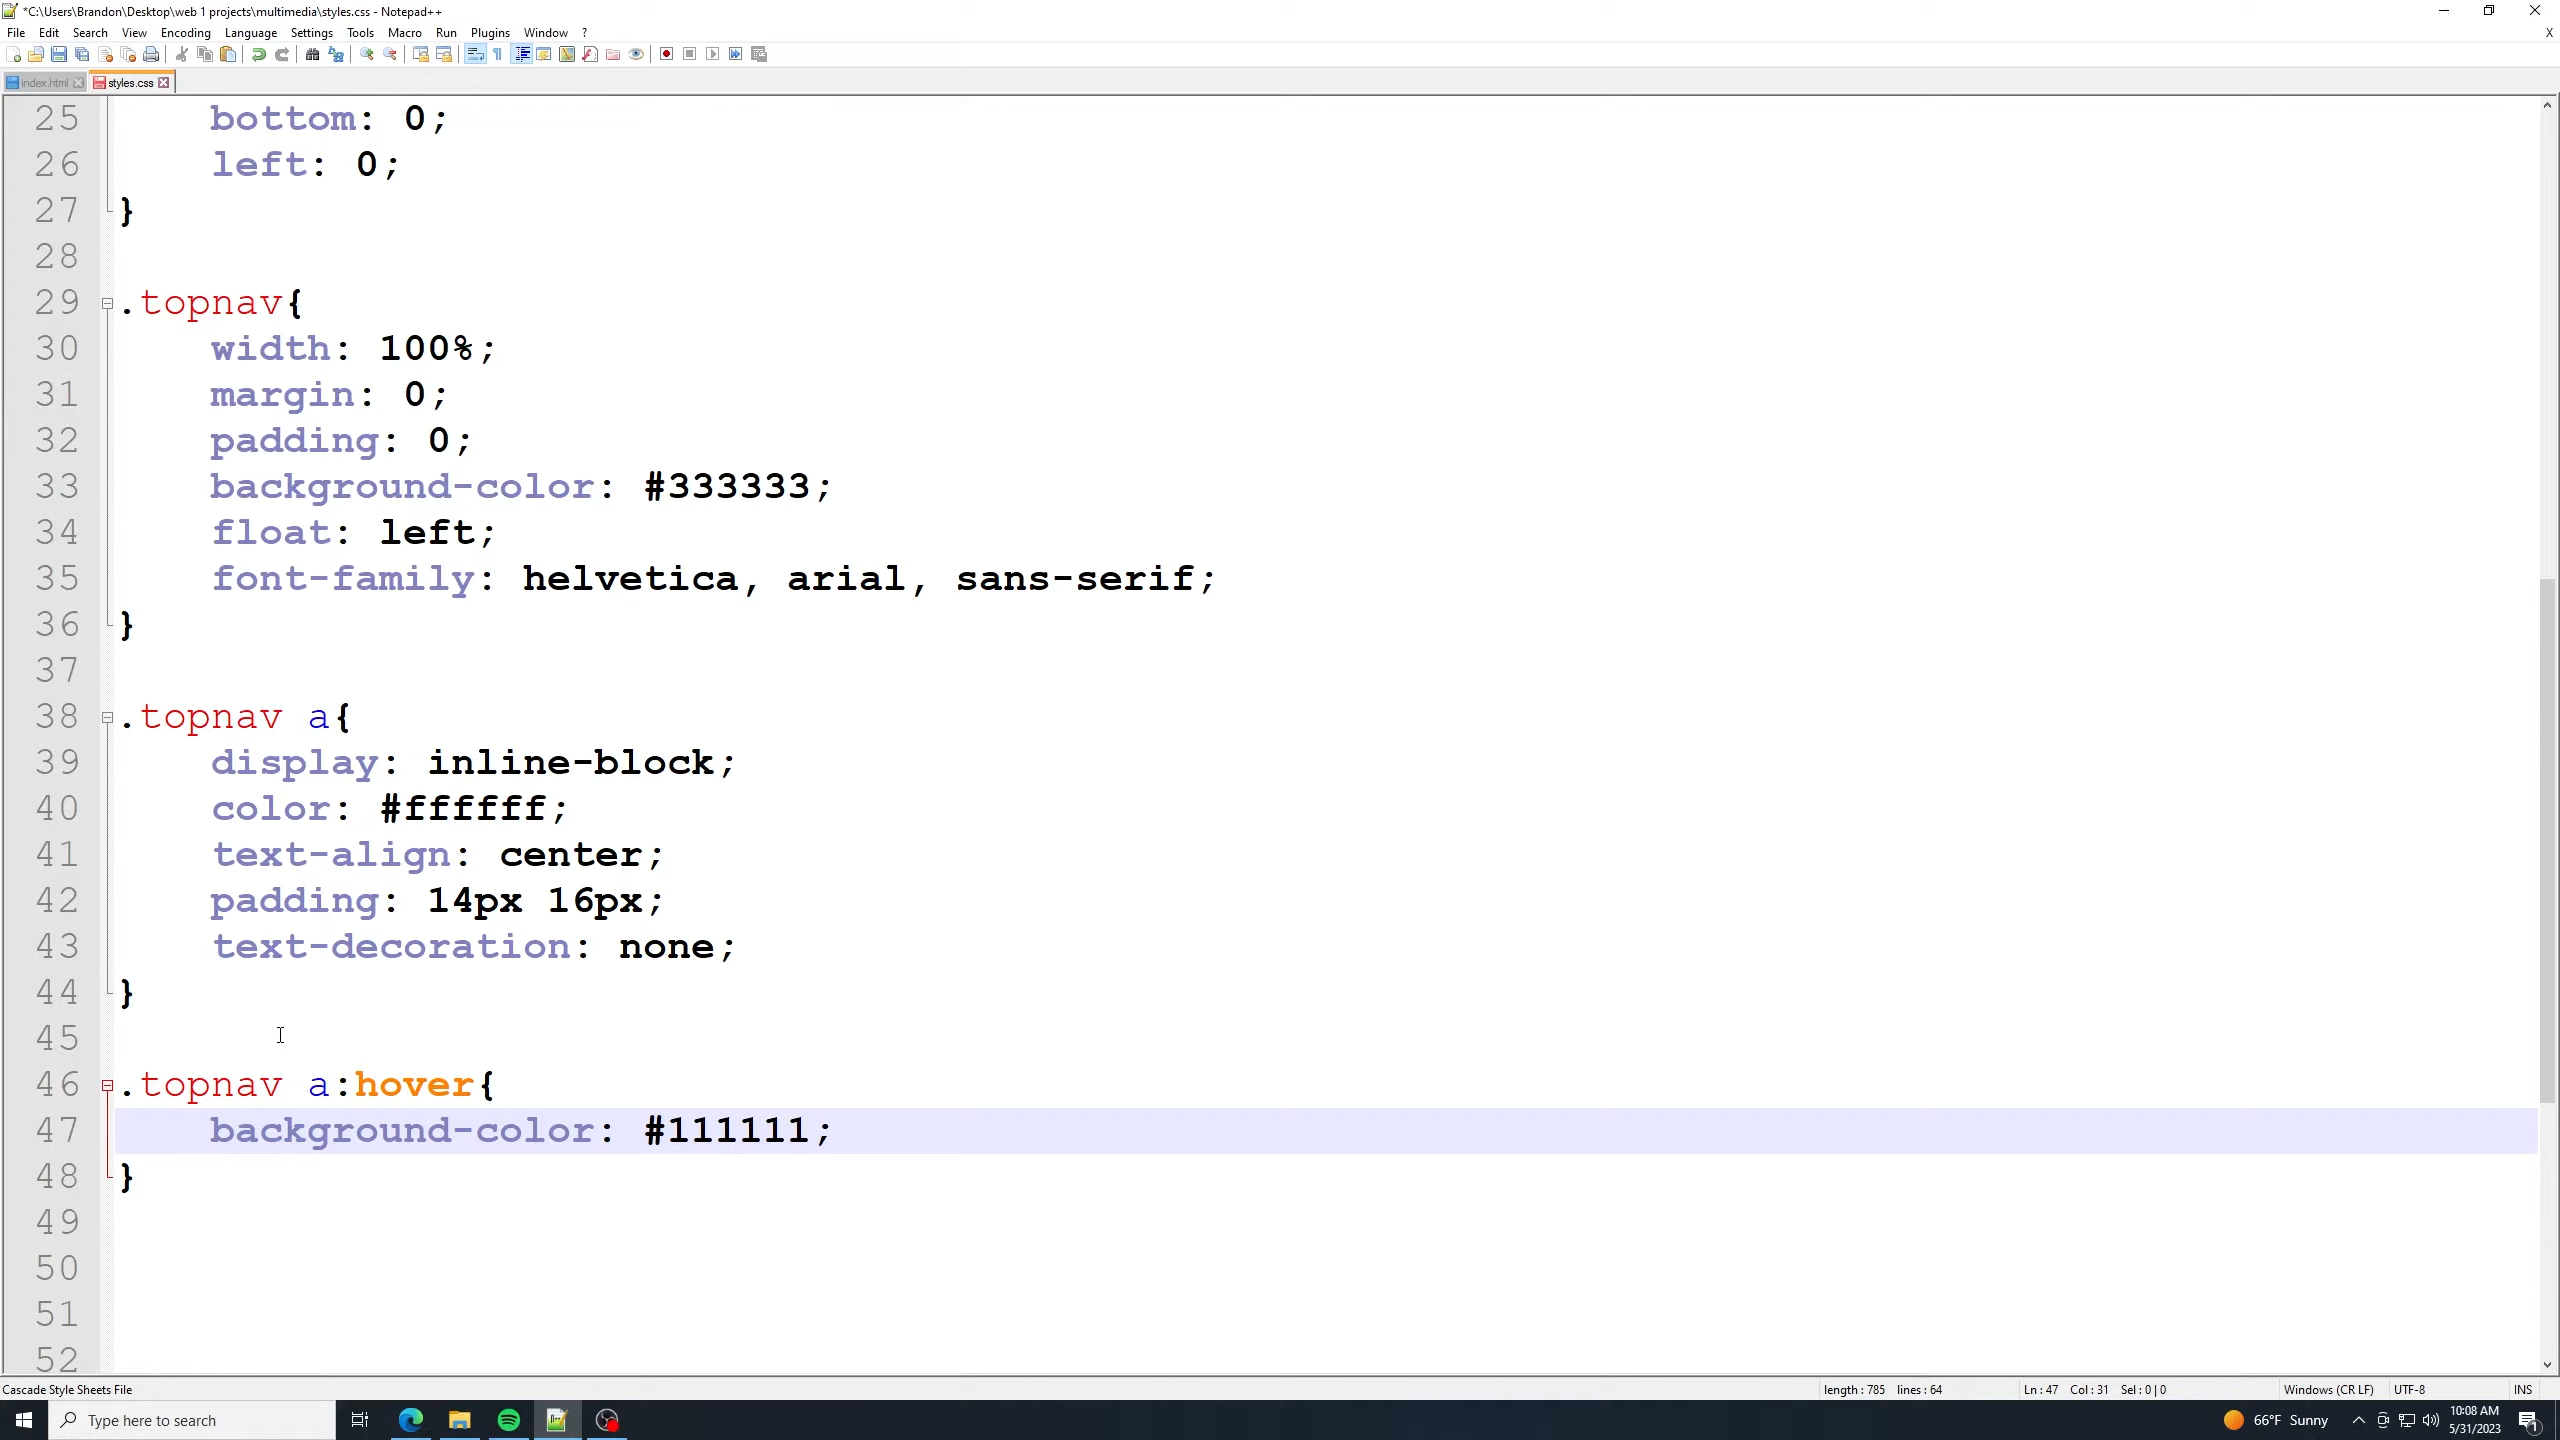 *C:\Users\Brandon\Desktop\web 1 projects\multimedia\styles.css - Notepad++
File Edit Search View Encoding Language Settings Tools Macro Run Plugins Window ?
X
index.html styles.css
25 bottom: 0;
26 left: 0;
27 }
28
29 .topnav{
30 width: 100%;
31 margin: 0;
32 padding: 0;
33 background-color: #333333;
34 float: left;
35 font-family: helvetica, arial, sans-serif;
36 }
37
38 .topnav a{
39 display: inline-block;
40 color: #ffffff;
41 text-align: center;
42 padding: 14px 16px;
43 text-decoration: none;
44 }
45
46 .topnav a:hover{
47 background-color: #111111;
48 }
49
50
51
52
Cascade Style Sheets File length : 785 lines : 64 Ln : 47 Col : 31 Sel : 0 | 0 Windows (CR LF) UTF-8 INS
Type here to search 66°F Sunny 10:08 AM
5/31/2023
1